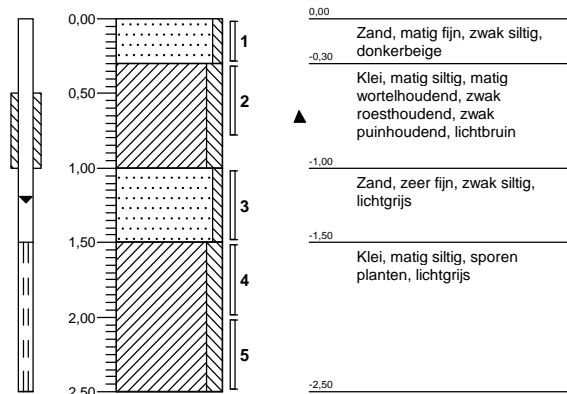 0,00
0,50
1,00
1,50
2,00
2,50
1
2
3
4
5
0,00
Zand, matig fijn, zwak siltig,
donkerbeige
-0,30
Klei, matig siltig, matig
wortelhoudend, zwak
roesthoudend, zwak
puinhoudend, lichtbruin
-1,00
Zand, zeer fijn, zwak siltig,
lichtgrijs
-1,50
Klei, matig siltig, sporen
planten, lichtgrijs
-2,50